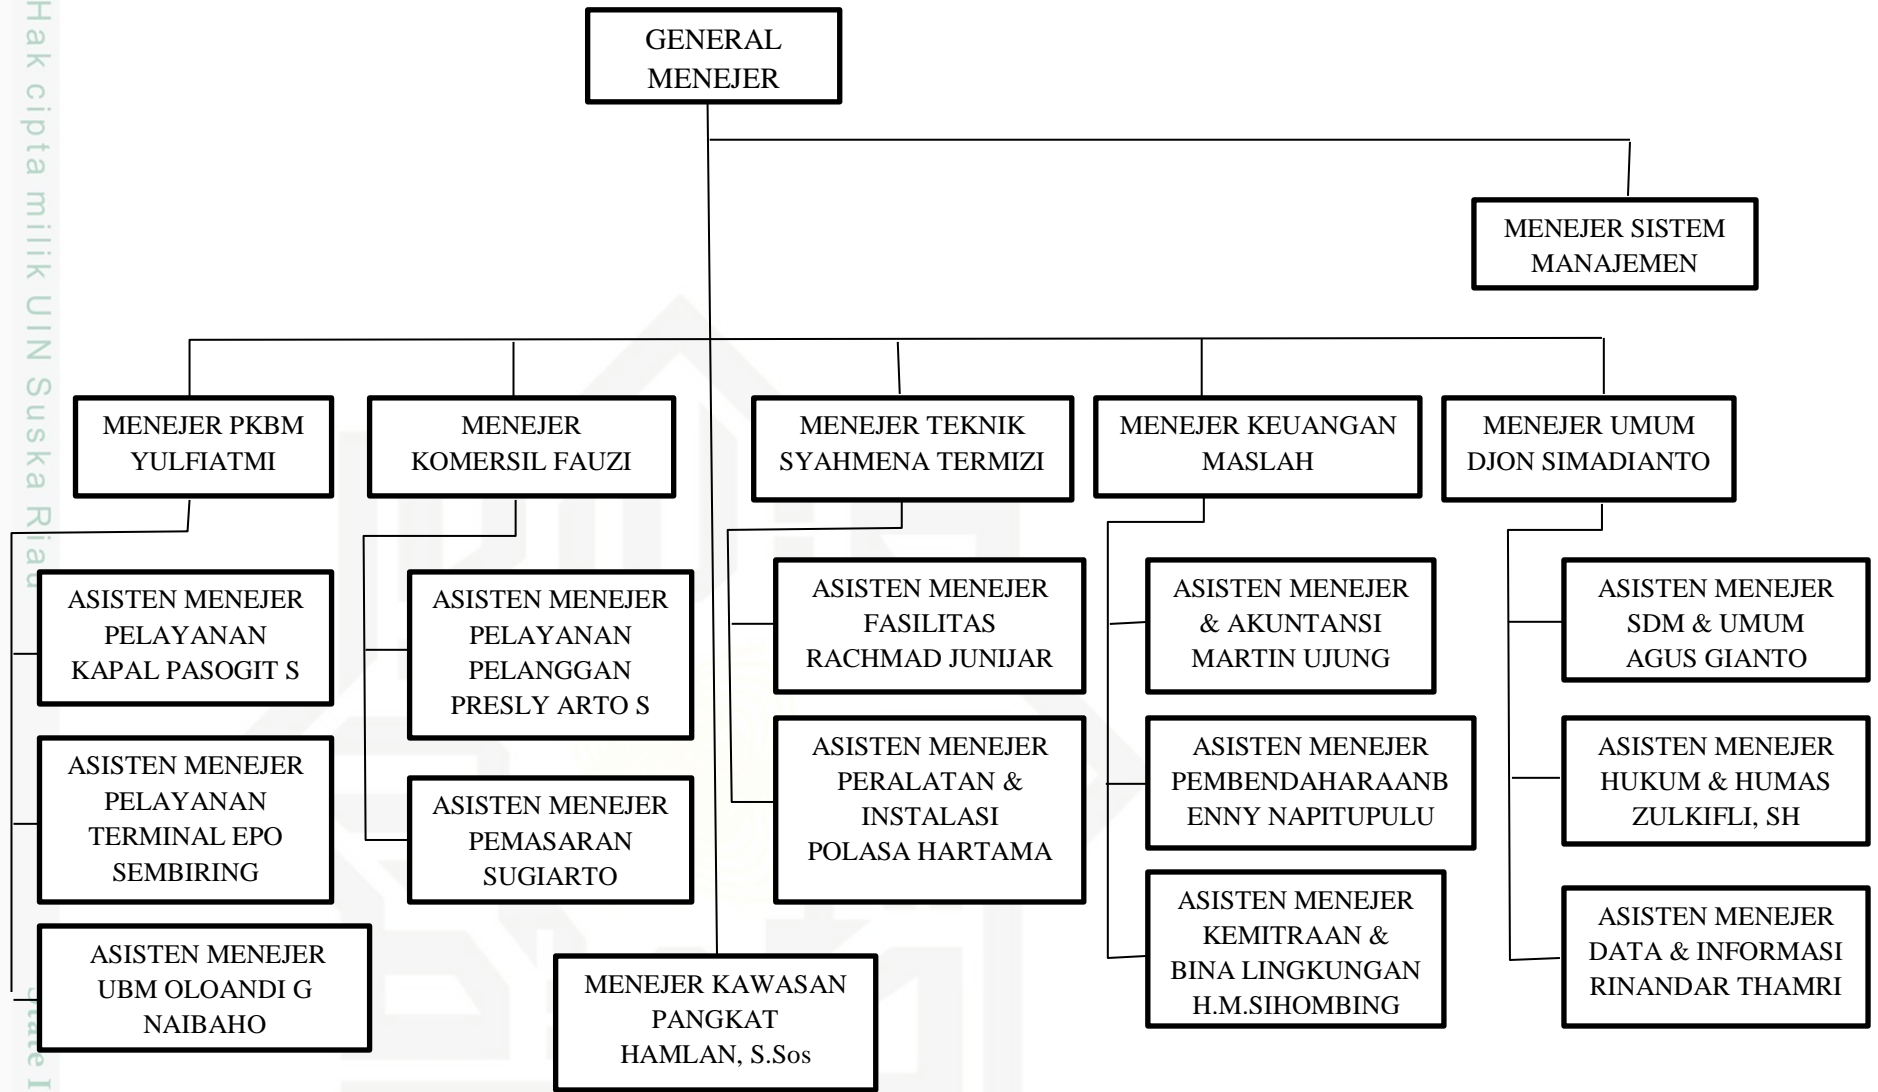 Hak cipta milik UIN Suska Riau
GENERAL
MENEJER
MENEJER SISTEM
MANAJEMEN
MENEJER PKBM
YULFIATMI
MENEJER
KOMERSIL FAUZI
MENEJER TEKNIK
SYAHMENA TERMIZI
MENEJER KEUANGAN
MASLAH
MENEJER UMUM
DJON SIMADIANTO
ASISTEN MENEJER
PELAYANAN
KAPAL PASOGIT S
ASISTEN MENEJER
PELAYANAN
TERMINAL EPO
SEMBIRING
ASISTEN MENEJER
UBM OLOANDI G
NAIBAHO
ASISTEN MENEJER
PELAYANAN
PELANGGAN
PRESLY ARTO S
ASISTEN MENEJER
PEMASARAN
SUGIARTO
ASISTEN MENEJER
FASILITAS
RACHMAD JUNIJAR
ASISTEN MENEJER
PERALATAN &
INSTALASI
POLASA HARTAMA
ASISTEN MENEJER
& AKUNTANSI
MARTIN UJUNG
ASISTEN MENEJER
PEMBENDAHARAANB
ENNY NAPITUPULU
ASISTEN MENEJER
KEMITRAAN &
BINA LINGKUNGAN
H.M.SIHOMBING
ASISTEN MENEJER
SDM & UMUM
AGUS GIANTO
ASISTEN MENEJER
HUKUM & HUMAS
ZULKIFLI, SH
ASISTEN MENEJER
DATA & INFORMASI
RINANDAR THAMRI
MENEJER KAWASAN
PANGKAT
HAMLAN, S.Sos